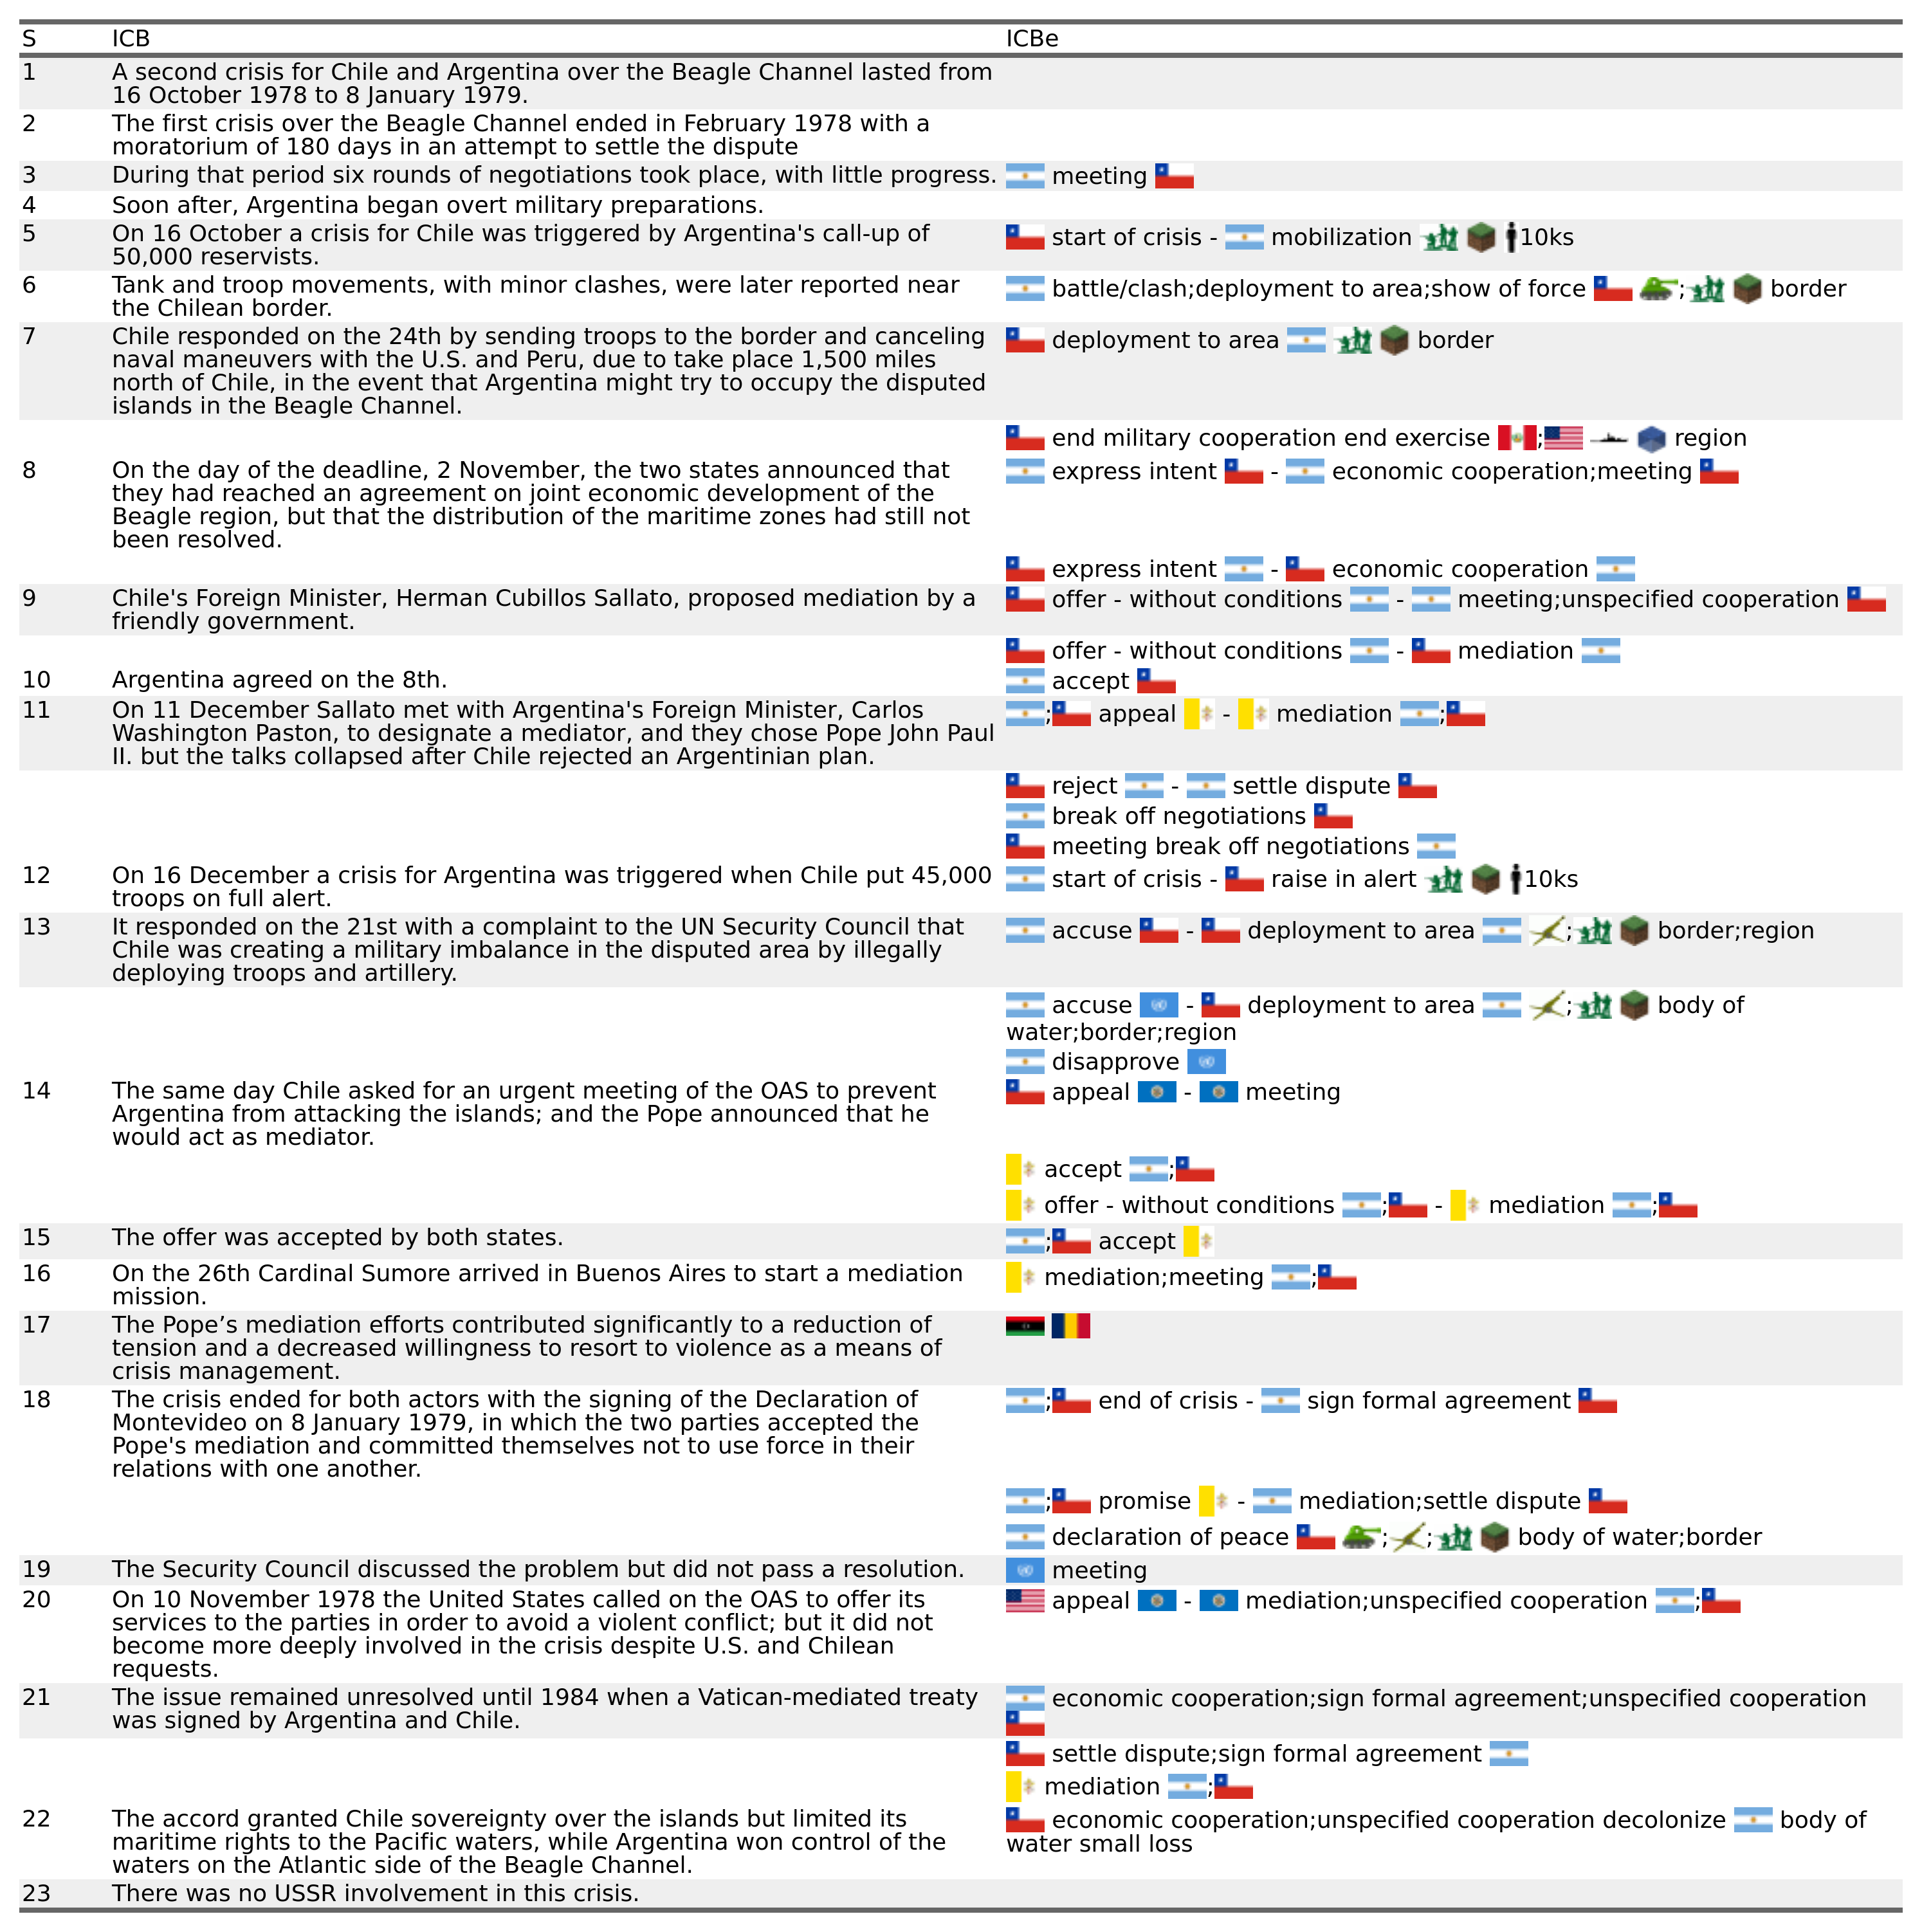 S ICB ICBe
1 A second crisis for Chile and Argentina over the Beagle Channel lasted from
16 October 1978 to 8 January 1979.
2 The first crisis over the Beagle Channel ended in February 1978 with a
moratorium of 180 days in an attempt to settle the dispute
3 During that period six rounds of negotiations took place, with little progress. meeting
4 Soon after, Argentina began overt military preparations.
5 On 16 October a crisis for Chile was triggered by Argentina's call-up of
50,000 reservists.
start of crisis - mobilization 10ks
6 Tank and troop movements, with minor clashes, were later reported near
the Chilean border.
battle/clash;deployment to area;show of force ; border
7 Chile responded on the 24th by sending troops to the border and canceling
naval maneuvers with the U.S. and Peru, due to take place 1,500 miles
north of Chile, in the event that Argentina might try to occupy the disputed
islands in the Beagle Channel.
deployment to area border
end military cooperation end exercise ; region
8 On the day of the deadline, 2 November, the two states announced that
they had reached an agreement on joint economic development of the
Beagle region, but that the distribution of the maritime zones had still not
been resolved.
express intent - economic cooperation;meeting
express intent - economic cooperation
9 Chile's Foreign Minister, Herman Cubillos Sallato, proposed mediation by a
friendly government.
offer - without conditions - meeting;unspecified cooperation
offer - without conditions - mediation
10 Argentina agreed on the 8th. accept
11 On 11 December Sallato met with Argentina's Foreign Minister, Carlos
Washington Paston, to designate a mediator, and they chose Pope John Paul
II. but the talks collapsed after Chile rejected an Argentinian plan.
; appeal - mediation ;
reject - settle dispute
break off negotiations
meeting break off negotiations
12 On 16 December a crisis for Argentina was triggered when Chile put 45,000
troops on full alert.
start of crisis - raise in alert 10ks
13 It responded on the 21st with a complaint to the UN Security Council that
Chile was creating a military imbalance in the disputed area by illegally
deploying troops and artillery.
accuse - deployment to area ; border;region
accuse - deployment to area ; body of
water;border;region
disapprove
14 The same day Chile asked for an urgent meeting of the OAS to prevent
Argentina from attacking the islands; and the Pope announced that he
would act as mediator.
appeal - meeting
accept ;
offer - without conditions ; - mediation ;
15 The offer was accepted by both states. ; accept
16 On the 26th Cardinal Sumore arrived in Buenos Aires to start a mediation
mission.
mediation;meeting ;
17 The Pope’s mediation efforts contributed significantly to a reduction of
tension and a decreased willingness to resort to violence as a means of
crisis management.
18 The crisis ended for both actors with the signing of the Declaration of
Montevideo on 8 January 1979, in which the two parties accepted the
Pope's mediation and committed themselves not to use force in their
relations with one another.
; end of crisis - sign formal agreement
; promise - mediation;settle dispute
declaration of peace ; ; body of water;border
19 The Security Council discussed the problem but did not pass a resolution. meeting
20 On 10 November 1978 the United States called on the OAS to offer its
services to the parties in order to avoid a violent conflict; but it did not
become more deeply involved in the crisis despite U.S. and Chilean
requests.
appeal - mediation;unspecified cooperation ;
21 The issue remained unresolved until 1984 when a Vatican-mediated treaty
was signed by Argentina and Chile.
economic cooperation;sign formal agreement;unspecified cooperation
settle dispute;sign formal agreement
mediation ;
22 The accord granted Chile sovereignty over the islands but limited its
maritime rights to the Pacific waters, while Argentina won control of the
waters on the Atlantic side of the Beagle Channel.
economic cooperation;unspecified cooperation decolonize body of
water small loss
23 There was no USSR involvement in this crisis.